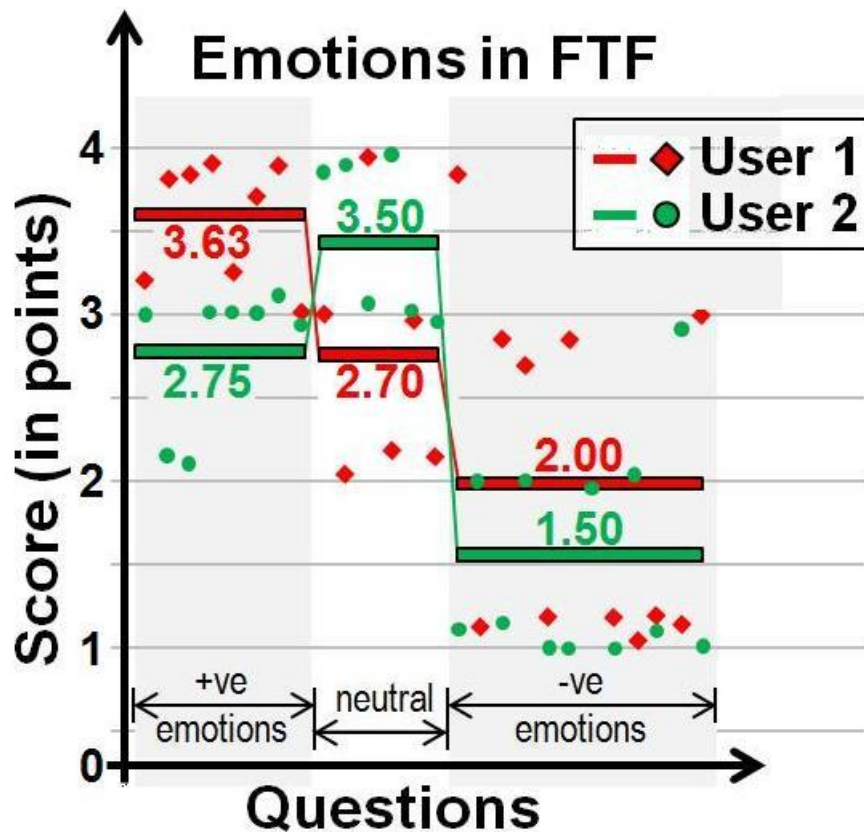 Emotions in FTF
User 1
User 2
Score (in points)
4
3
2
1
0
3.63
2.75
3.50
2.70
2.00
1.50
+ve
emotions
neutral
-ve
emotions
Questions